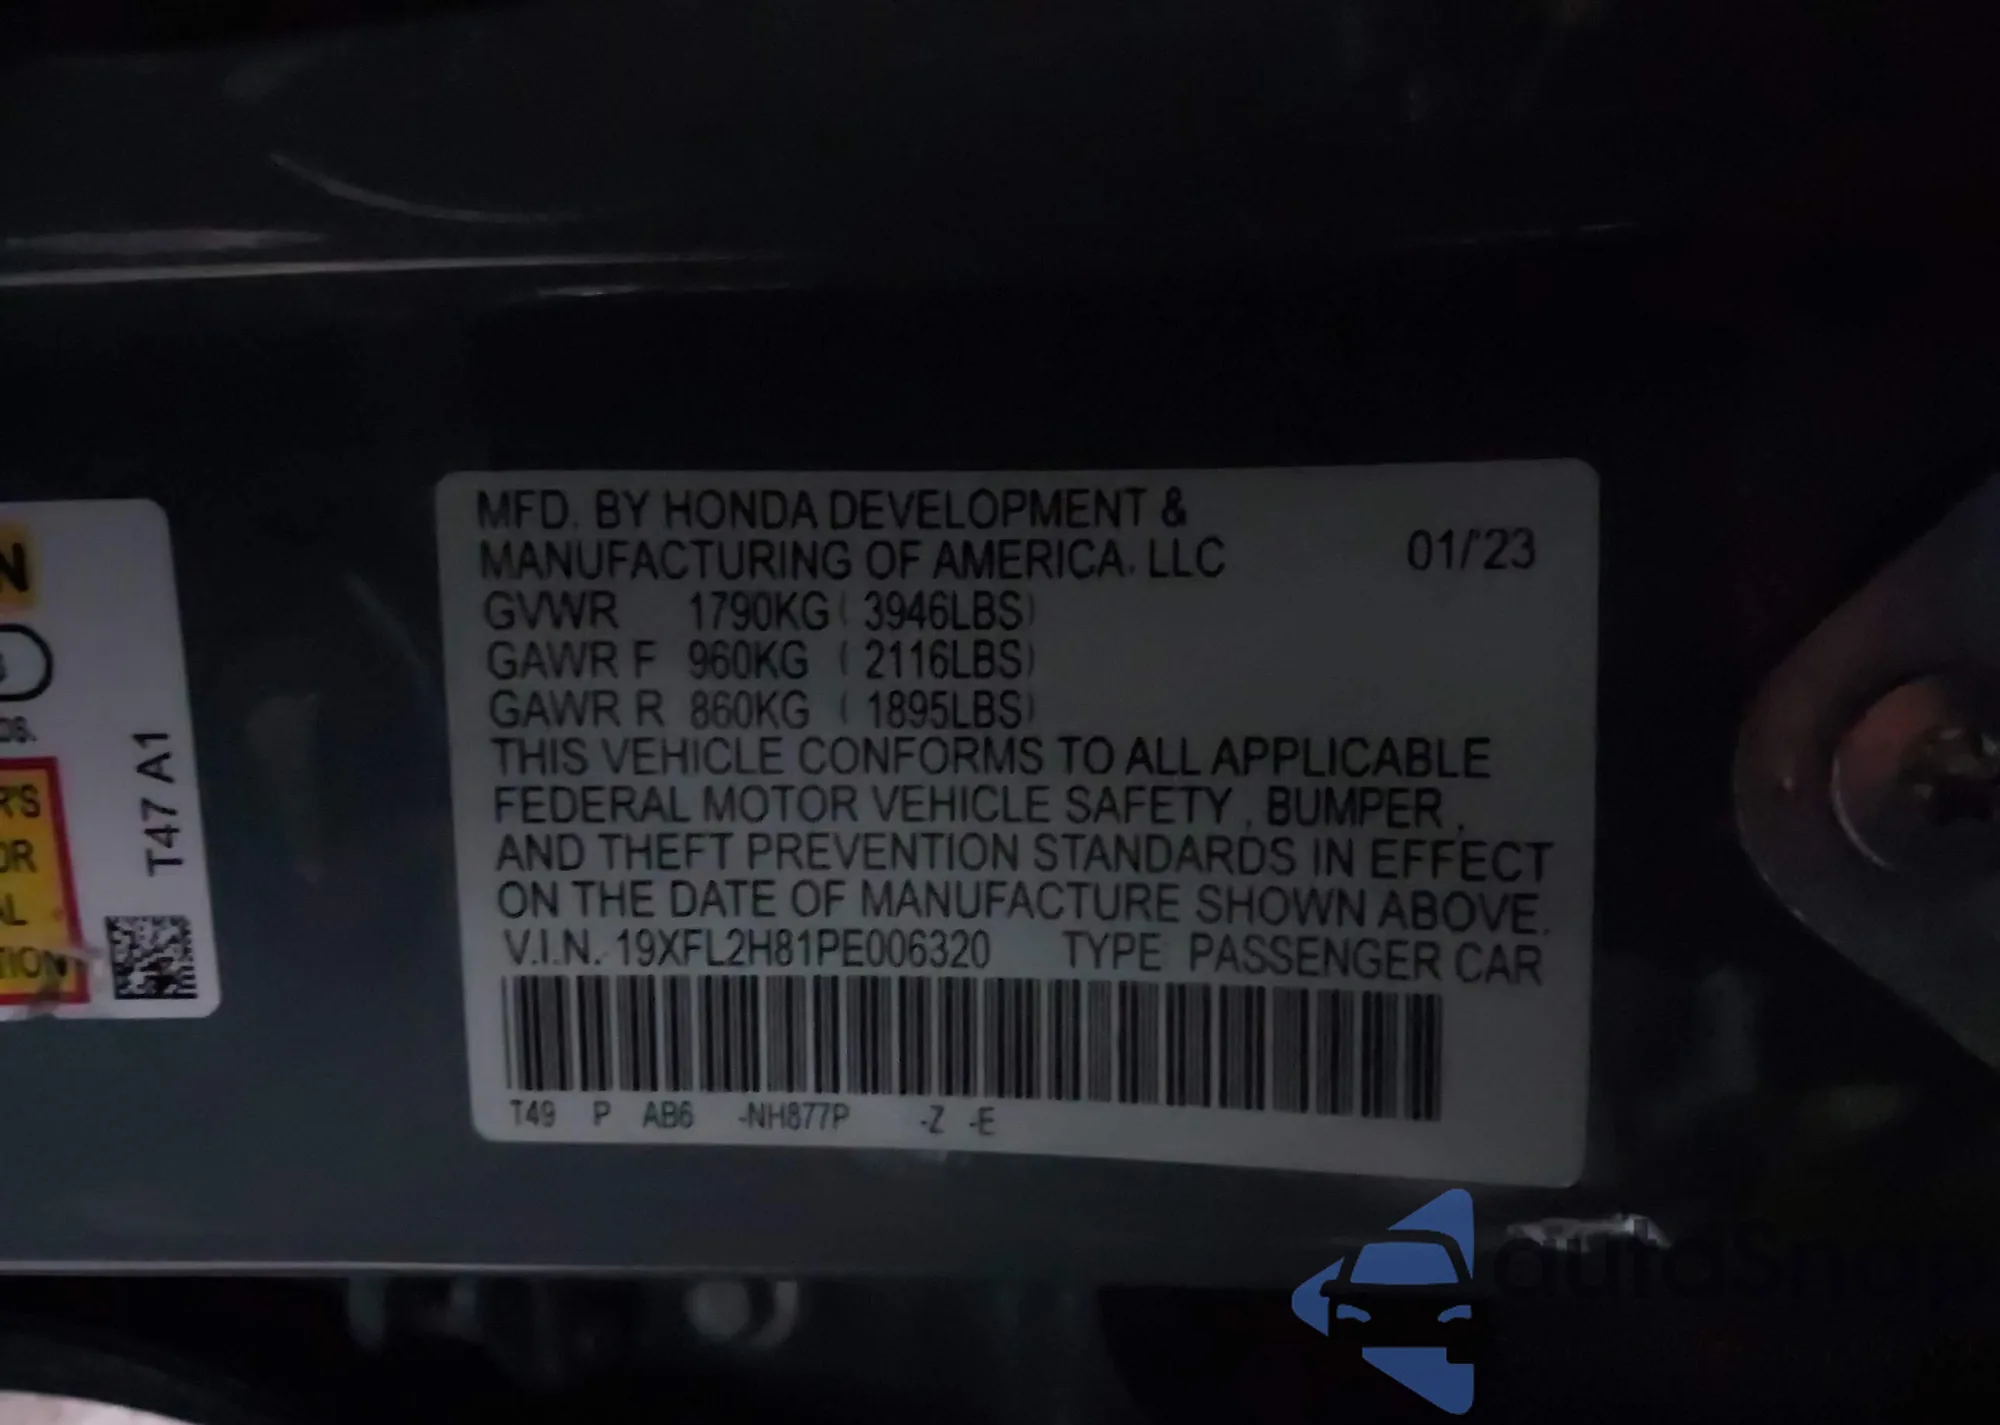 MFD. BY HONDA DEVELOPMENT &
MANUFACTURING OF AMERICA, LLC 01/'23
GVWR 1790KG ( 3946LBS)
GAWR F 960KG ( 2116LBS)
GAWR R 860KG ( 1895LBS)
THIS VEHICLE CONFORMS TO ALL APPLICABLE
FEDERAL MOTOR VEHICLE SAFETY , BUMPER ,
AND THEFT PREVENTION STANDARDS IN EFFECT
ON THE DATE OF MANUFACTURE SHOWN ABOVE.
V.I.N. 19XFL2H81PE006320 TYPE: PASSENGER CAR
T49 P AB6 -NH877P -Z -E
T47 A1
autoSnap